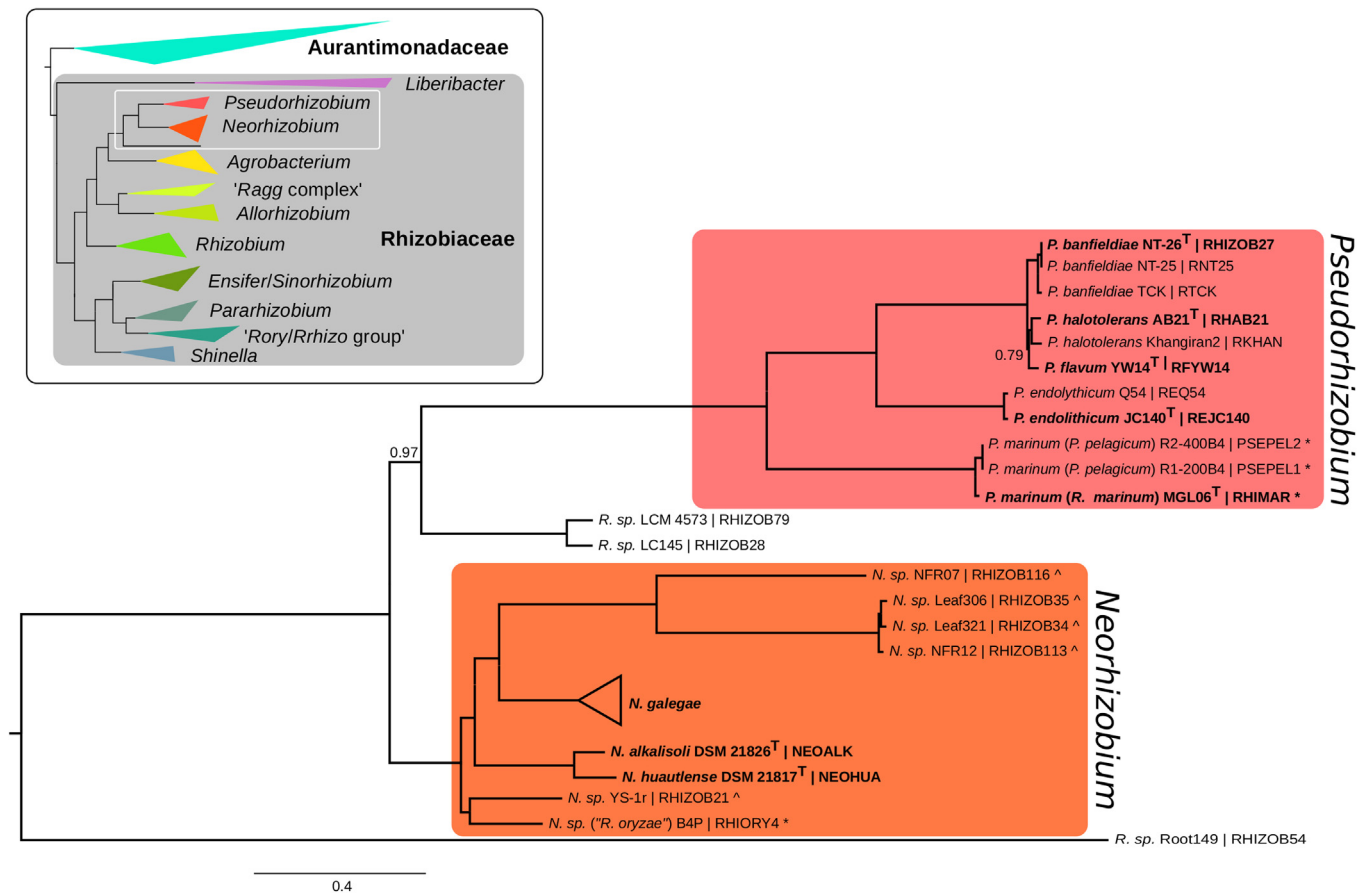 Aurantimonadaceae
Liberibacter
Pseudorhizobium
Neorhizobium
Agrobacterium
'Ragg complex'
Allorhizobium
Rhizobiaceae
Rhizobium
Ensifer/Sinorhizobium
Pararhizobium
'Rory/Rrhizo group'
Shinella
Pseudorhizobium
P. banfieldiae NT-26T | RHIZOB27
P. banfieldiae NT-25 | RNT25
P. banfieldiae TCK | RTCK
P. halotolerans AB21T | RHAB21
P. halotolerans Khangiran2 | RKHAN
0.79
P. flavum YW14T | RFYW14
P. endolythicum Q54 | REQ54
P. endolithicum JC140T | REJC140
P. marinum (P. pelagicum) R2-400B4 | PSEPEL2 *
P. marinum (P. pelagicum) R1-200B4 | PSEPEL1 *
P. marinum (R. marinum) MGL06T | RHIMAR *
0.97
R. sp. LCM 4573 | RHIZOB79
R. sp. LC145 | RHIZOB28
Neorhizobium
N. sp. NFR07 | RHIZOB116 ^
N. sp. Leaf306 | RHIZOB35 ^
N. sp. Leaf321 | RHIZOB34 ^
N. sp. NFR12 | RHIZOB113 ^
N. galegae
N. alkalisoli DSM 21826T | NEOALK
N. huautlense DSM 21817T | NEOHUA
N. sp. YS-1r | RHIZOB21 ^
N. sp. ("R. oryzae") B4P | RHIORY4 *
R. sp. Root149 | RHIZOB54
0.4